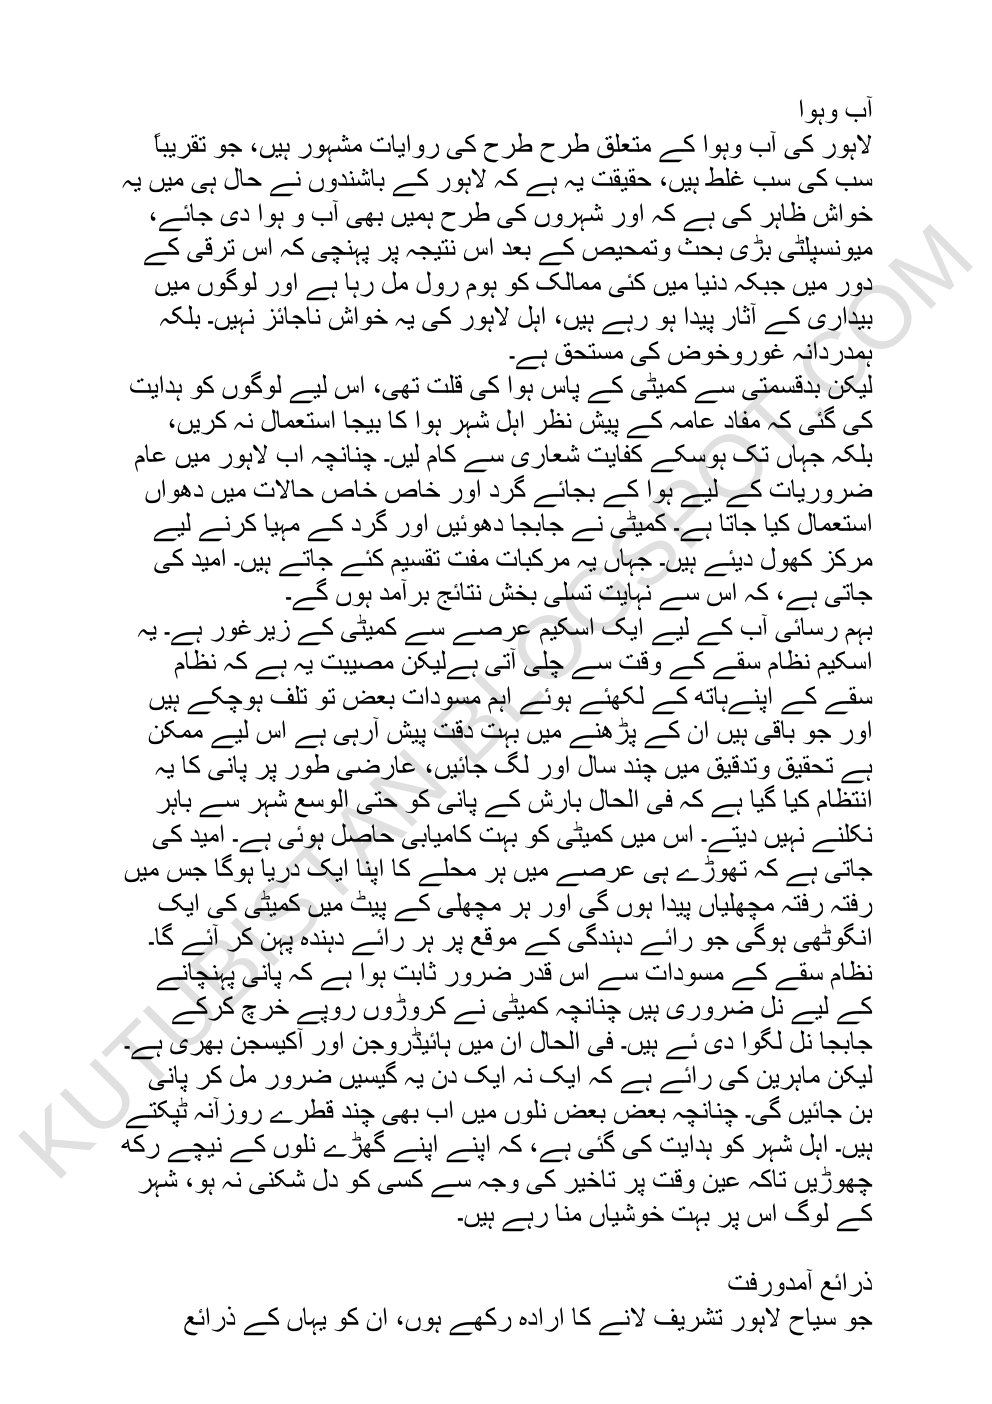 آب وہوا
لاہور کی آب وہوا کے متعلق طرح طرح کی روایات مشہور ہیں، جو تقریباً
سب کی سب غلط ہیں، حقیقت یہ ہے کہ لاہور کے باشندوں نے حال ہی میں یہ
خواش ظاہر کی ہے کہ اور شہروں کی طرح ہمیں بھی آب و ہوا دی جائے،
میونسپلٹی بڑی بحث وتمحیص کے بعد اس نتیجہ پر پہنچی کہ اس ترقی کے
دور میں جبکہ دنیا میں کئی ممالک کو ہوم رول مل رہا ہے اور لوگوں میں
بیداری کے آثار پیدا ہو رہے ہیں، اہل لاہور کی یہ خواش ناجائز نہیں۔ بلکہ
ہمدردانہ غوروخوض کی مستحق ہے۔
لیکن بدقسمتی سے کمیٹی کے پاس ہوا کی قلت تھی، اس لیے لوگوں کو ہدایت
کی گئی کہ مفاد عامہ کے پیش نظر اہل شہر ہوا کا بیجا استعمال نہ کریں،
بلکہ جہاں تک ہوسکے کفایت شعاری سے کام لیں۔ چنانچہ اب لاہور میں عام
ضروریات کے لیے ہوا کے بجائے گرد اور خاص خاص حالات میں دھواں
استعمال کیا جاتا ہے۔ کمیٹی نے جابجا دھوئیں اور گرد کے مہیا کرنے لیے
مرکز کھول دیئے ہیں۔ جہاں یہ مرکبات مفت تقسیم کئے جاتے ہیں۔ امید کی
جاتی ہے، کہ اس سے نہایت تسلی بخش نتائج برآمد ہوں گے۔
بہم رسائی آب کے لیے ایک اسکیم عرصے سے کمیٹی کے زیرغور ہے۔ یہ
اسکیم نظام سقے کے وقت سے چلی آتی ہےلیکن مصیبت یہ ہے کہ نظام
سقے کے اپنےہاتھ کے لکھئے ہوئے اہم مسودات بعض تو تلف ہوچکے ہیں
اور جو باقی ہیں ان کے پڑھنے میں بہت دقت پیش آرہی ہے اس لیے ممکن
ہے تحقیق وتدقیق میں چند سال اور لگ جائیں، عارضی طور پر پانی کا یہ
انتظام کیا گیا ہے کہ فی الحال بارش کے پانی کو حتی الوسع شہر سے باہر
نکلنے نہیں دیتے۔ اس میں کمیٹی کو بہت کامیابی حاصل ہوئی ہے۔ امید کی
جاتی ہے کہ تھوڑے ہی عرصے میں ہر محلے کا اپنا ایک دریا ہوگا جس میں
رفتہ رفتہ مچھلیاں پیدا ہوں گی اور ہر مچھلی کے پیٹ میں کمیٹی کی ایک
انگوٹھی ہوگی جو رائے دہندگی کے موقع پر ہر رائے دہندہ پہن کر آئے گا۔
نظام سقے کے مسودات سے اس قدر ضرور ثابت ہوا ہے کہ پانی پہنچانے
کے لیے نل ضروری ہیں چنانچہ کمیٹی نے کروڑوں روپے خرچ کرکے
جابجا نل لگوا دی ئے ہیں۔ فی الحال ان میں ہائیڈروجن اور آکیسجن بھری ہے۔
لیکن ماہرین کی رائے ہے کہ ایک نہ ایک دن یہ گیسیں ضرور مل کر پانی
بن جائیں گی۔ چنانچہ بعض بعض نلوں میں اب بھی چند قطرے روزآنہ ٹپکتے
ہیں۔ اہل شہر کو ہدایت کی گئی ہے، کہ اپنے اپنے گھڑے نلوں کے نیچے رکھ
چھوڑیں تاکہ عین وقت پر تاخیر کی وجہ سے کسی کو دل شکنی نہ ہو، شہر
کے لوگ اس پر بہت خوشیاں منا رہے ہیں۔
ذرائع آمدورفت
جو سیاح لاہور تشریف لانے کا ارادہ رکھے ہوں، ان کو یہاں کے ذرائع
KUTUBISTAN.BLOGSPOT.COM